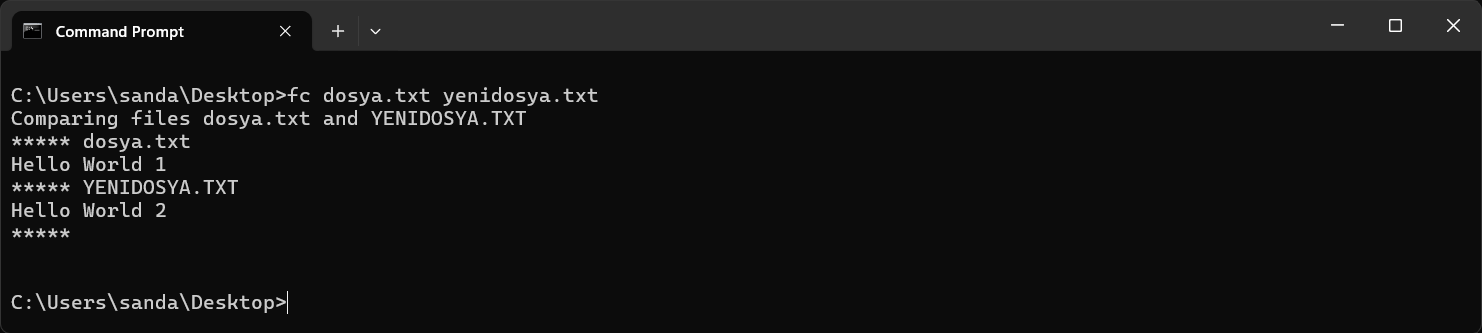 Command Prompt
C:\Users\sanda\Desktop>fc dosya.txt yenidosya.txt
Comparing files dosya.txt and YENIDOSYA.TXT
***** dosya.txt
Hello World 1
***** YENIDOSYA.TXT
Hello World 2
*****
C:\Users\sanda\Desktop>